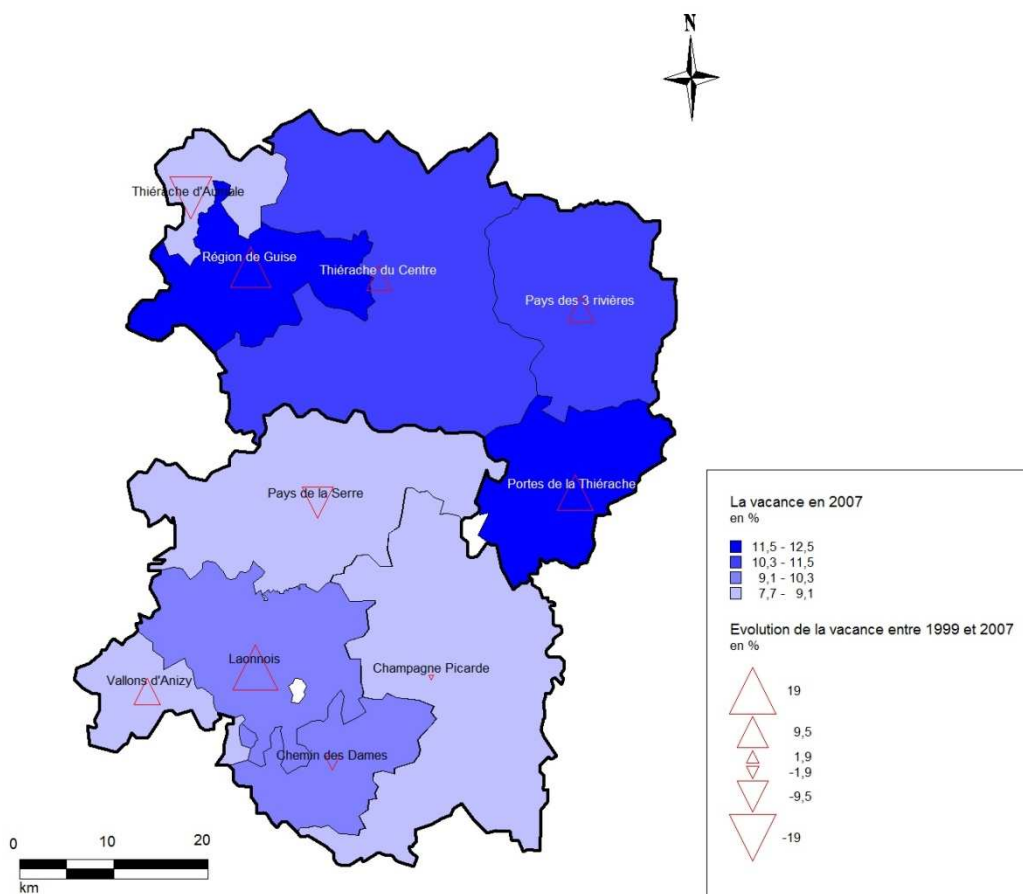 N
Thiérache d'Aumale
Région de Guise
Thiérache du Centre
Pays des 3 rivières
Pays de la Serre
Portes de la Thiérache
Laonnois
Champagne Picarde
Vallons d'Anizy
Chemin des Dames
La vacance en 2007
en %
11,5 - 12,5
10,3 - 11,5
9,1 - 10,3
7,7 - 9,1
Evolution de la vacance entre 1999 et 2007
en %
19
9,5
1,9
-1,9
-9,5
-19
0 10 20
km